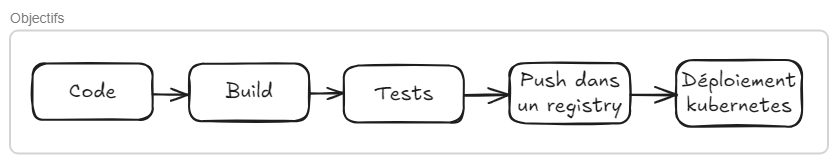 Objectifs
Code
Build
Tests
Push dans
un registry
Déploiement
kubernetes